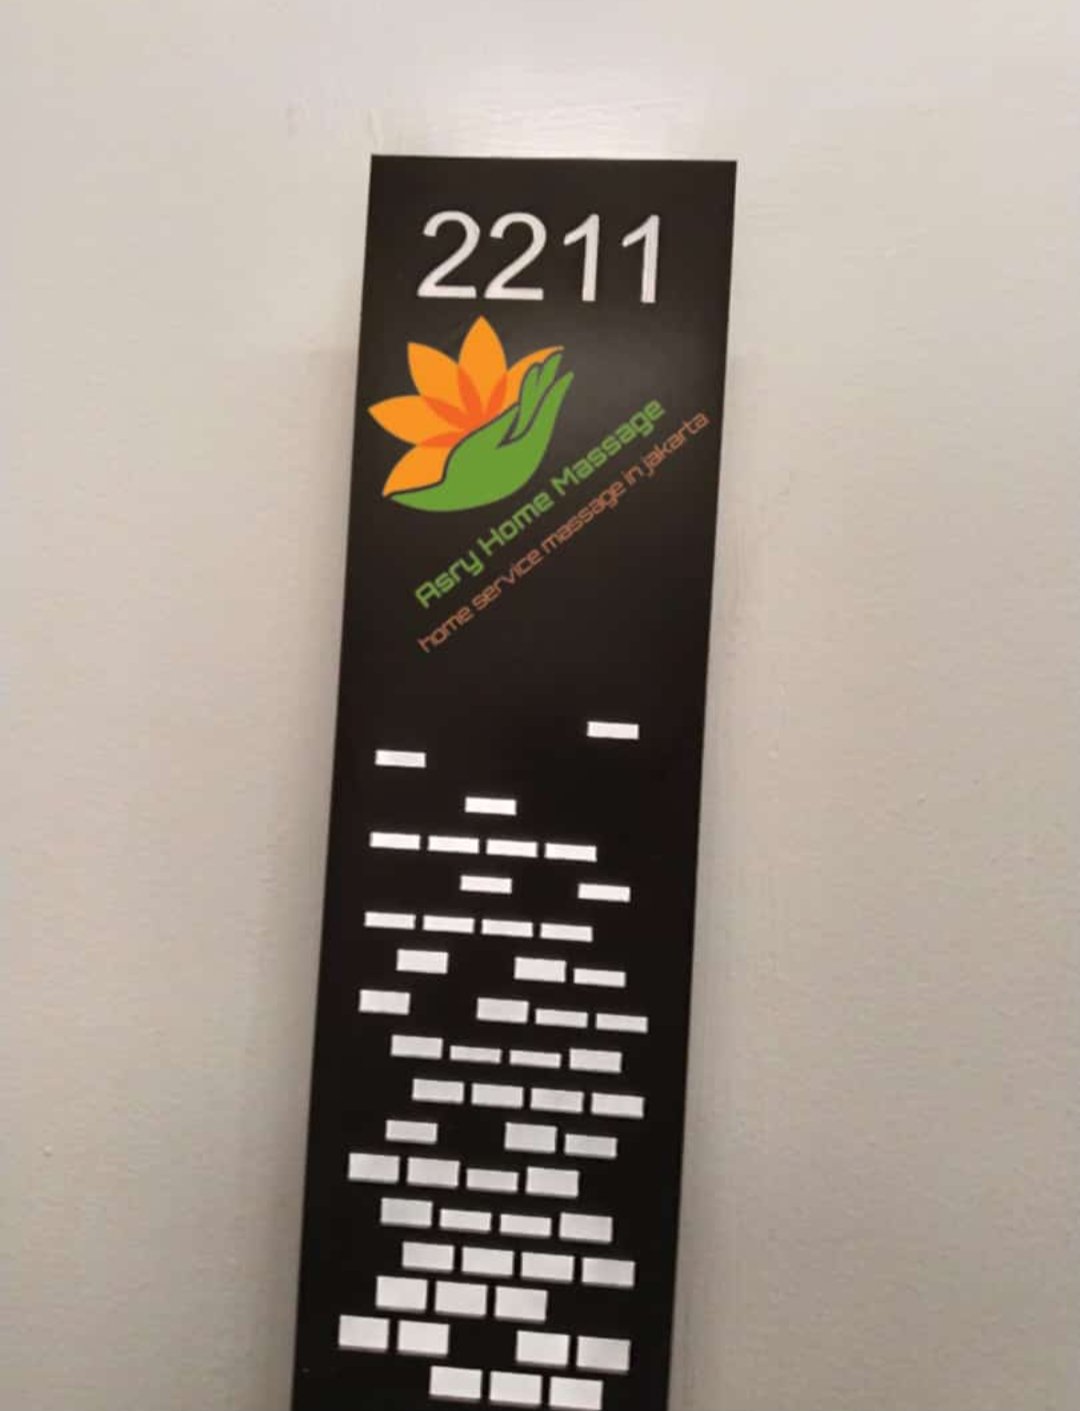 2211
Asry Home Massage
home service massage in jakarta